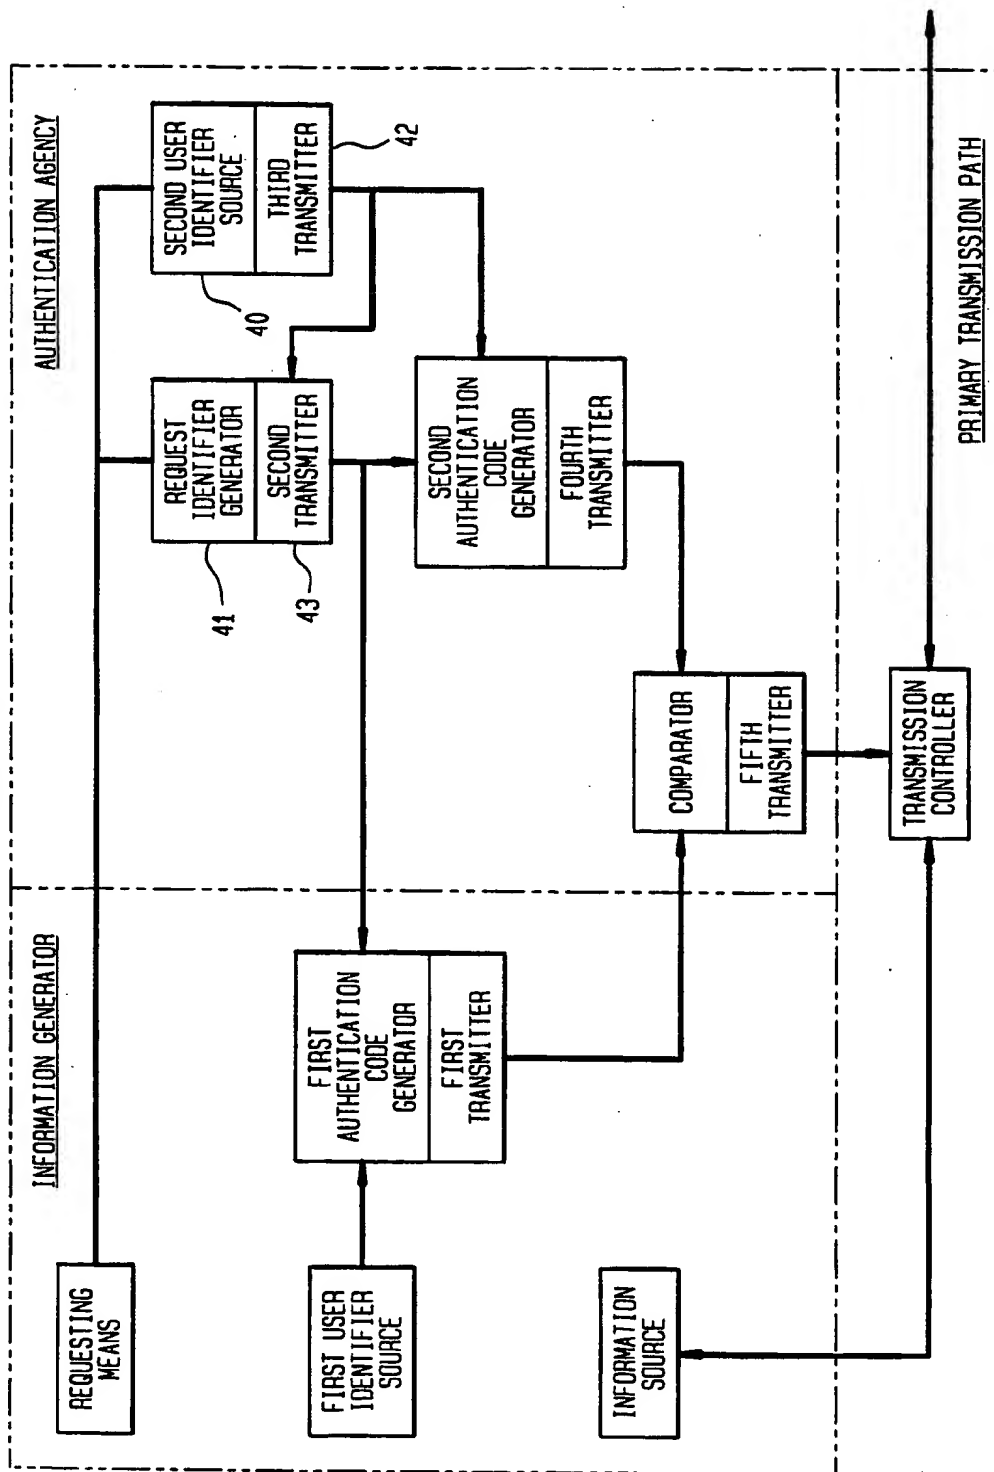 INFORMATION GENERATOR
AUTHENTICATION AGENCY
REQUESTING
MEANS
REQUEST
IDENTIFIER
GENERATOR
SECOND
TRANSMITTER
41
43
SECOND USER
IDENTIFIER
SOURCE
THIRD
TRANSMITTER
40
42
FIRST USER
IDENTIFIER
SOURCE
FIRST
AUTHENTICATION
CODE
GENERATOR
FIRST
TRANSMITTER
SECOND
AUTHENTICATION
CODE
GENERATOR
FOURTH
TRANSMITTER
INFORMATION
SOURCE
COMPARATOR
FIFTH
TRANSMITTER
TRANSMISSION
CONTROLLER
PRIMARY TRANSMISSION PATH